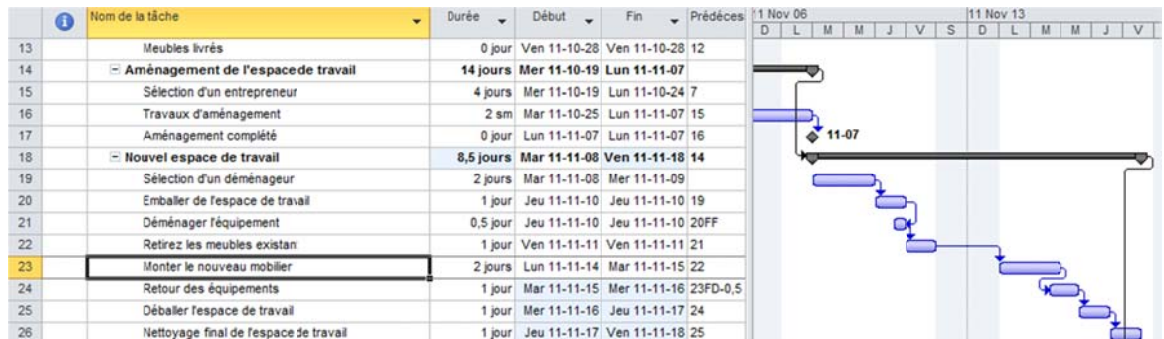 Nom de la tâche Durée Début Fin Prédéces '1 Nov 06 11 Nov 13
D L M M J V S D L M M J V
13 Meubles livrés 0 jour Ven 11-10-28 Ven 11-10-28 12
14 Aménagement de l'espacede travail 14 jours Mer 11-10-19 Lun 11-11-07
15 Sélection d'un entrepreneur 4 jours Mer 11-10-19 Lun 11-10-24 7
16 Travaux d'aménagement 2 sm Mar 11-10-25 Lun 11-11-07 15
17 Aménagement complété 0 jour Lun 11-11-07 Lun 11-11-07 16 11-07
18 Nouvel espace de travail 8,5 jours Mar 11-11-08 Ven 11-11-18 14
19 Sélection d'un déménageur 2 jours Mar 11-11-08 Mer 11-11-09
20 Emballer de l'espace de travail 1 jour Jeu 11-11-10 Jeu 11-11-10 19
21 Déménager l'équipement 0,5 jour Jeu 11-11-10 Jeu 11-11-10 20FF
22 Retirez les meubles existan 1 jour Ven 11-11-11 Ven 11-11-11 21
23 Monter le nouveau mobilier 2 jours Lun 11-11-14 Mar 11-11-15 22
24 Retour des équipements 1 jour Mar 11-11-15 Mer 11-11-16 23FD-0,5
25 Déballer l'espace de travail 1 jour Mer 11-11-16 Jeu 11-11-17 24
26 Nettoyage final de l'espace de travail 1 jour Jeu 11-11-17 Ven 11-11-18 25